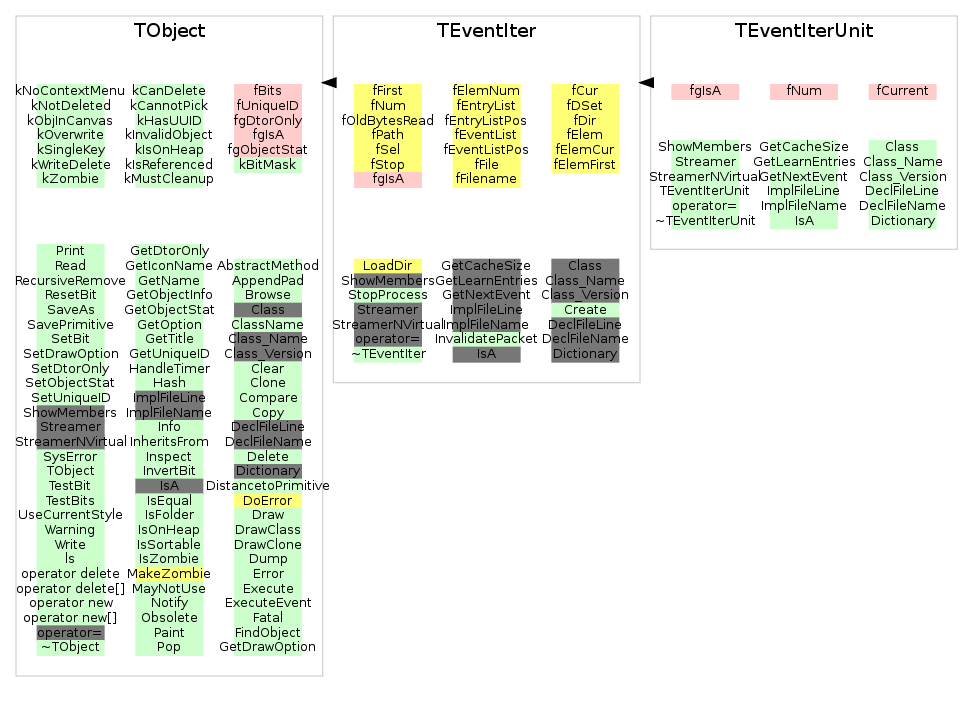 TObject
kNoContextMenu kCanDelete fBits
kNotDeleted kCannotPick fUniqueID
kObjInCanvas kHasUUID fgDtorOnly
kOverwrite kInvalidObject fgIsA
kSingleKey kIsOnHeap fgObjectStat
kWriteDelete kIsReferenced kBitMask
kZombie kMustCleanup
Print GetDtorOnly
Read GetIconName AbstractMethod
RecursiveRemove GetName AppendPad
ResetBit GetObjectInfo Browse
SaveAs GetObjectStat Class
SavePrimitive GetOption ClassName
SetBit GetTitle Class_Name
SetDrawOption GetUniqueID Class_Version
SetDtorOnly HandleTimer Clear
SetObjectStat Hash Clone
SetUniqueID ImplFileLine Compare
ShowMembers ImplFileName Copy
Streamer Info DeclFileLine
StreamerNVirtual InheritsFrom DeclFileName
SysError Inspect Delete
TObject InvertBit Dictionary
TestBit IsA DistancetoPrimitive
TestBits IsEqual DoError
UseCurrentStyle IsFolder Draw
Warning IsOnHeap DrawClass
Write IsSortable DrawClone
ls IsZombie Dump
operator delete MakeZombie Error
operator delete[] MayNotUse Execute
operator new Notify ExecuteEvent
operator new[] Obsolete Fatal
operator= Paint FindObject
~TObject Pop GetDrawOption
TEventIter
fFirst fElemNum fCur
fNum fEntryList fDSet
fOldBytesRead fEntryListPos fDir
fPath fEventList fElem
fSel fEventListPos fElemCur
fStop fFile fElemFirst
fgIsA fFilename
LoadDir GetCacheSize Class
ShowMembers GetLearnEntries Class_Name
StopProcess GetNextEvent Class_Version
Streamer ImplFileLine Create
StreamerNVirtual ImplFileName DeclFileLine
operator= InvalidatePacket DeclFileName
~TEventIter IsA Dictionary
TEventIterUnit
fgIsA fNum fCurrent
ShowMembers GetCacheSize Class
Streamer GetLearnEntries Class_Name
StreamerNVirtual GetNextEvent Class_Version
TEventIterUnit ImplFileLine DeclFileLine
operator= ImplFileName DeclFileName
~TEventIterUnit IsA Dictionary